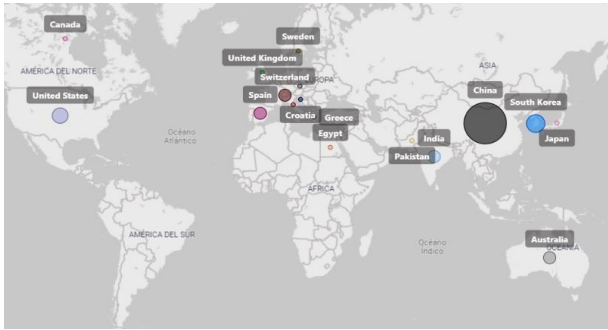 Canada
Sweden
United Kingdom
ASIA
AMÉRICA DEL NORTE
Switzerland
China
United States
Spain
South Korea
Croatia
Greece
Océano
Atlántico
Egypt
India
Japan
Pakistan
ÁFRICA
AMÉRICA DEL SUR
Océano
Índico
Australia
OCEANÍA